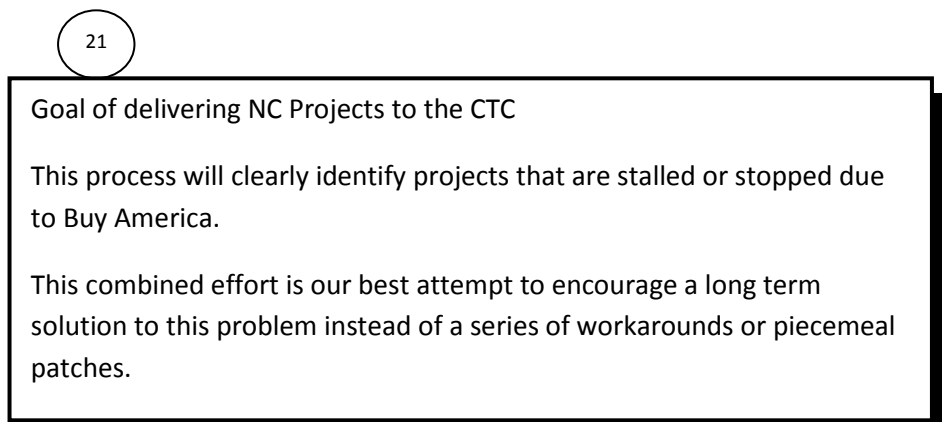 21
Goal of delivering NC Projects to the CTC
This process will clearly identify projects that are stalled or stopped due
to Buy America.
This combined effort is our best attempt to encourage a long term
solution to this problem instead of a series of workarounds or piecemeal
patches.